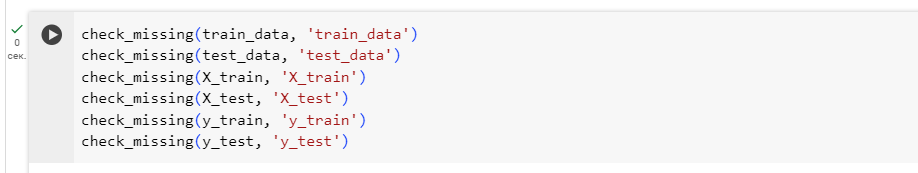 0
сек.
check_missing(train_data, 'train_data')
check_missing(test_data, 'test_data')
check_missing(X_train, 'X_train')
check_missing(X_test, 'X_test')
check_missing(y_train, 'y_train')
check_missing(y_test, 'y_test')